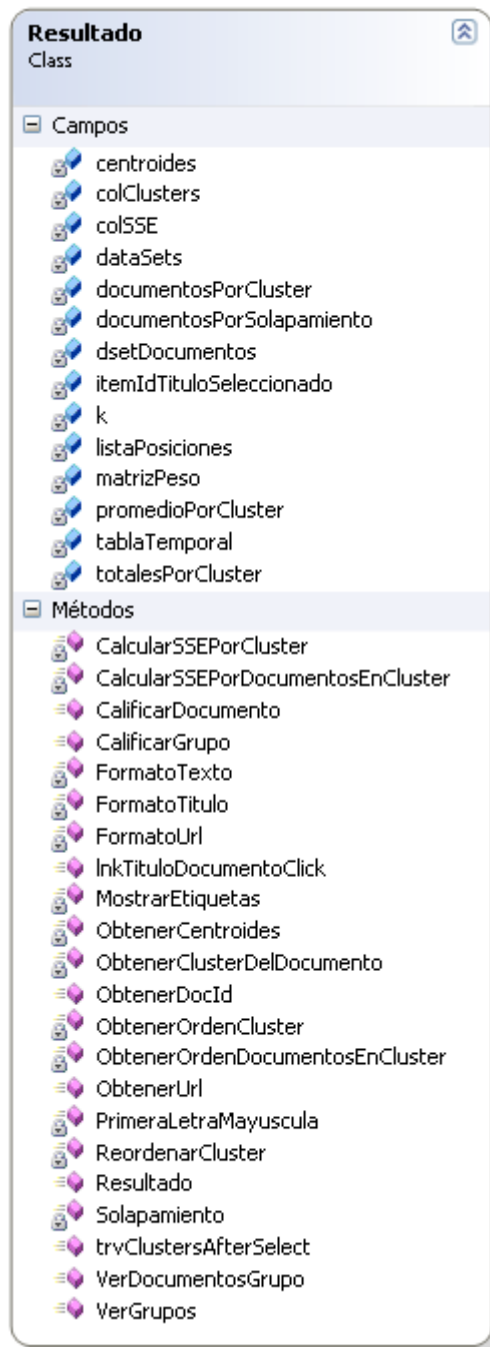 Resultado
Class
Campos
centroides
colClusters
colSSE
dataSets
documentosPorCluster
documentosPorSolapamiento
dsetDocumentos
itemIdTituloSeleccionado
k
listaPosiciones
matrizPeso
promedioPorCluster
tablaTemporal
totalesPorCluster
Métodos
CalcularSSEPorCluster
CalcularSSEPorDocumentosEnCluster
CalificarDocumento
CalificarGrupo
FormatoTexto
FormatoTitulo
FormatoUrl
lnkTituloDocumentoClick
MostrarEtiquetas
ObtenerCentroides
ObtenerClusterDelDocumento
ObtenerDocId
ObtenerOrdenCluster
ObtenerOrdenDocumentosEnCluster
ObtenerUrl
PrimeraLetraMayuscula
ReordenarCluster
Resultado
Solapamiento
trvClustersAfterSelect
VerDocumentosGrupo
VerGrupos